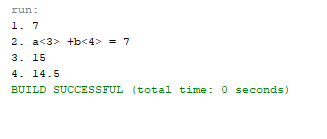 run:
1. 7
2. a<3> +b<4> = 7
3. 15
4. 14.5
BUILD SUCCESSFUL (total time: 0 seconds)